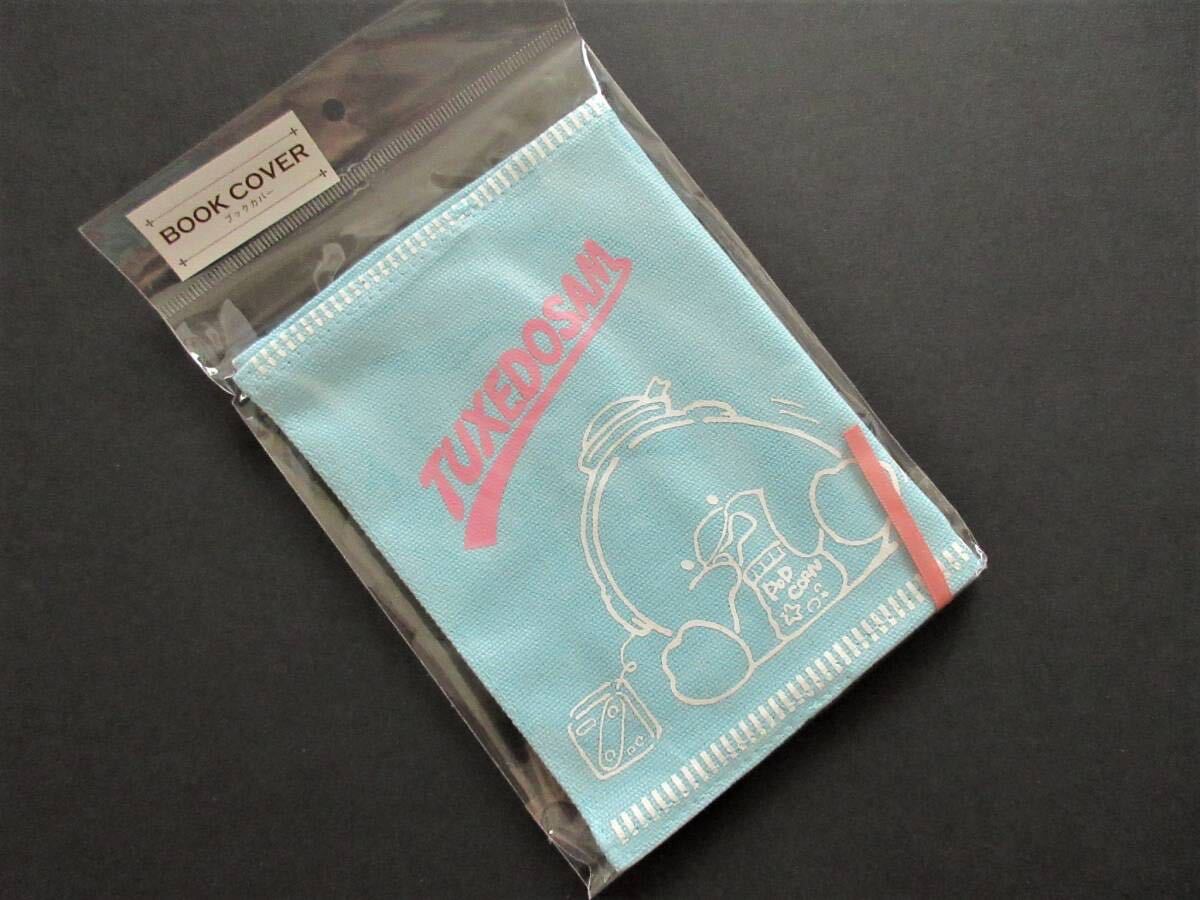 BOOK COVER
ブックカバー
TUXEDOSAM
POP
CORN